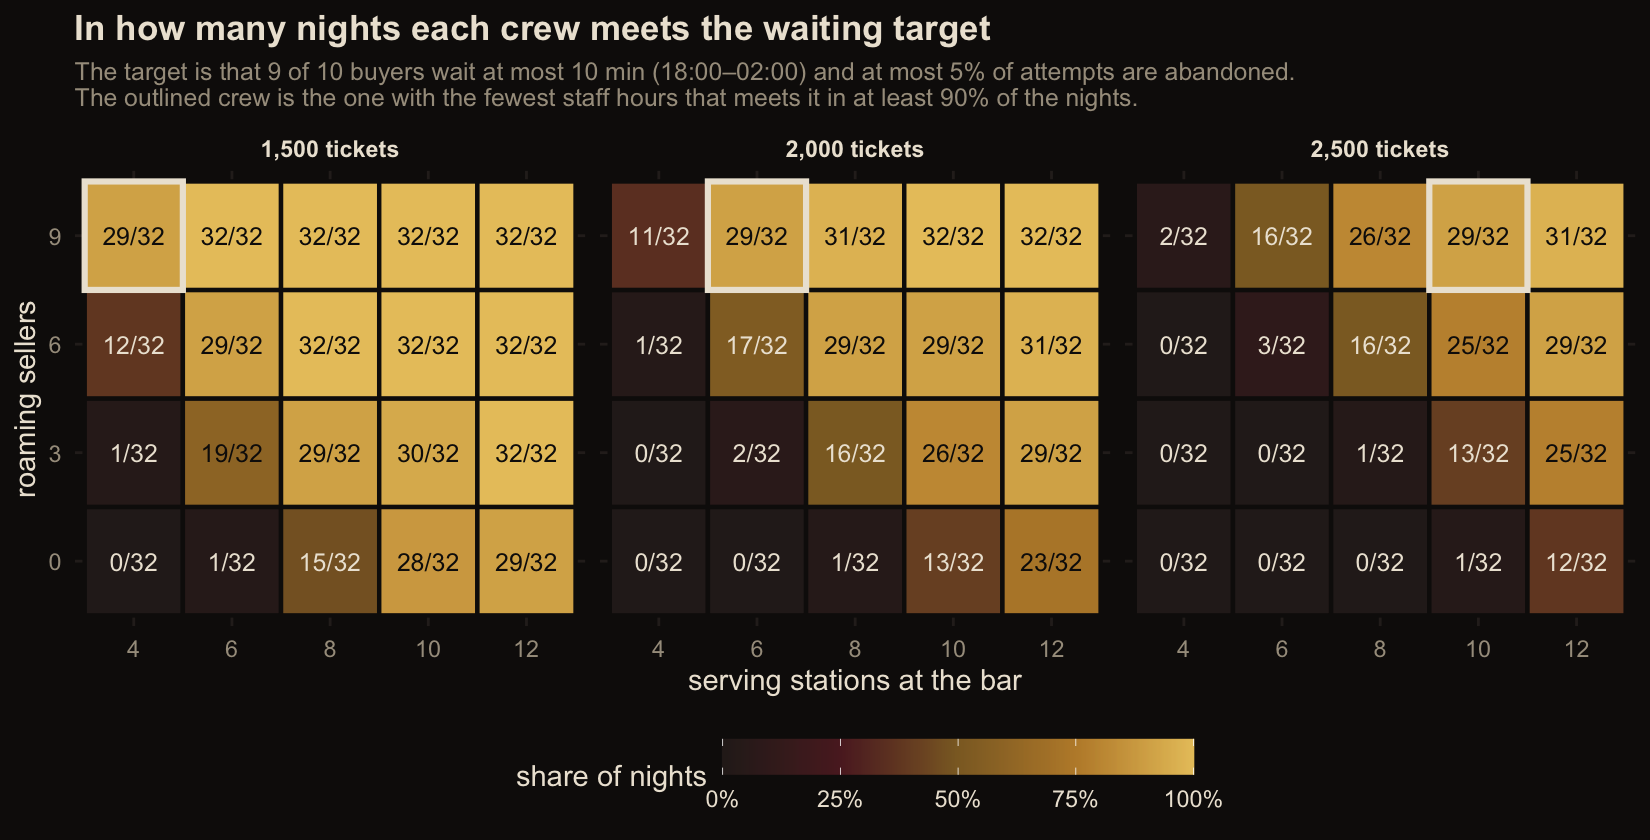 In how many nights each crew meets the waiting target
The target is that 9 of 10 buyers wait at most 10 min (18:00–02:00) and at most 5% of attempts are abandoned.
The outlined crew is the one with the fewest staff hours that meets it in at least 90% of the nights.
1,500 tickets 2,000 tickets 2,500 tickets
roaming sellers
9 29/32 32/32 32/32 32/32 32/32 11/32 29/32 31/32 32/32 32/32 2/32 16/32 26/32 29/32 31/32
6 12/32 29/32 32/32 32/32 32/32 1/32 17/32 29/32 29/32 31/32 0/32 3/32 16/32 25/32 29/32
3 1/32 19/32 29/32 30/32 32/32 0/32 2/32 16/32 26/32 29/32 0/32 0/32 1/32 13/32 25/32
0 0/32 1/32 15/32 28/32 29/32 0/32 0/32 1/32 13/32 23/32 0/32 0/32 0/32 1/32 12/32
4 6 8 10 12 4 6 8 10 12 4 6 8 10 12
serving stations at the bar
share of nights
0% 25% 50% 75% 100%